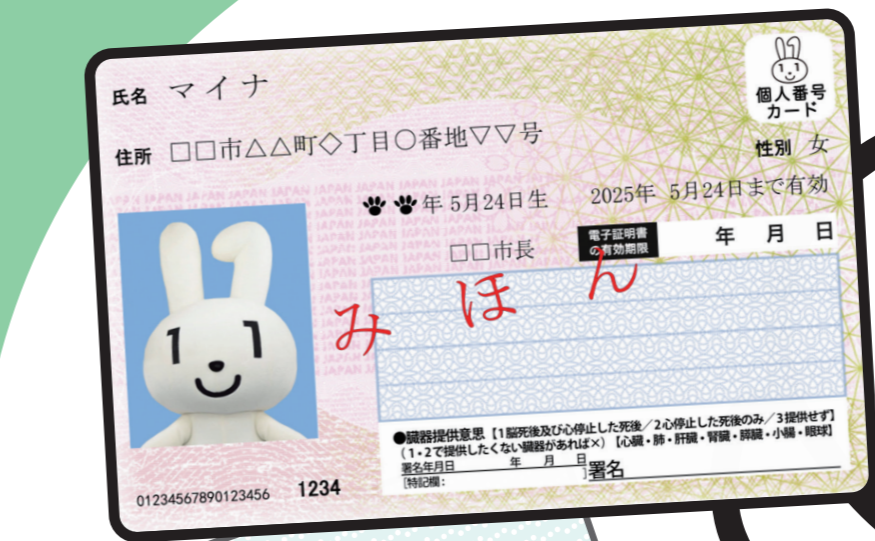 氏名 マイナ
個人番号
カード
住所 □□市△△町◇丁目○番地▽▽号
性別 女
年 5月24日生 2025年 5月24日まで有効
□□市長
電子証明書
の有効期限
年 月 日
みほん
JAPAN JAPAN JAPAN JAPAN JAPAN JAPAN
●臓器提供意思【1脳死後及び心停止した死後/2心停止した死後のみ/3提供せず】
(1・2で提供したくない臓器があれば×)【心臓・肺・肝臓・腎臓・膵臓・小腸・眼球】
署名年月日 年 月 日
[特記欄: ]署名
01234567890123456 1234